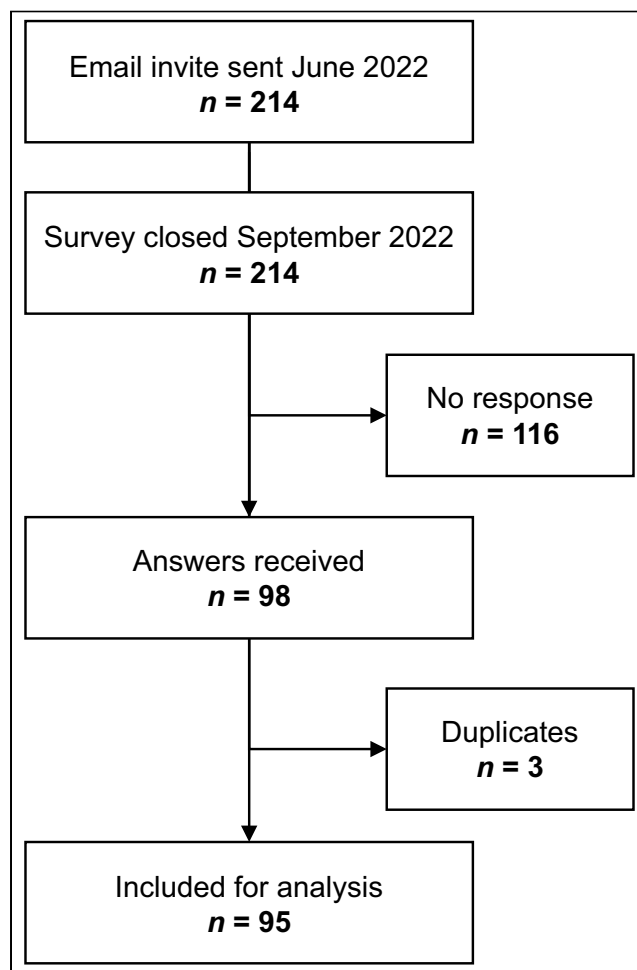 Email invite sent June 2022
n = 214
Survey closed September 2022
n = 214
No response
n = 116
Answers received
n = 98
Duplicates
n = 3
Included for analysis
n = 95